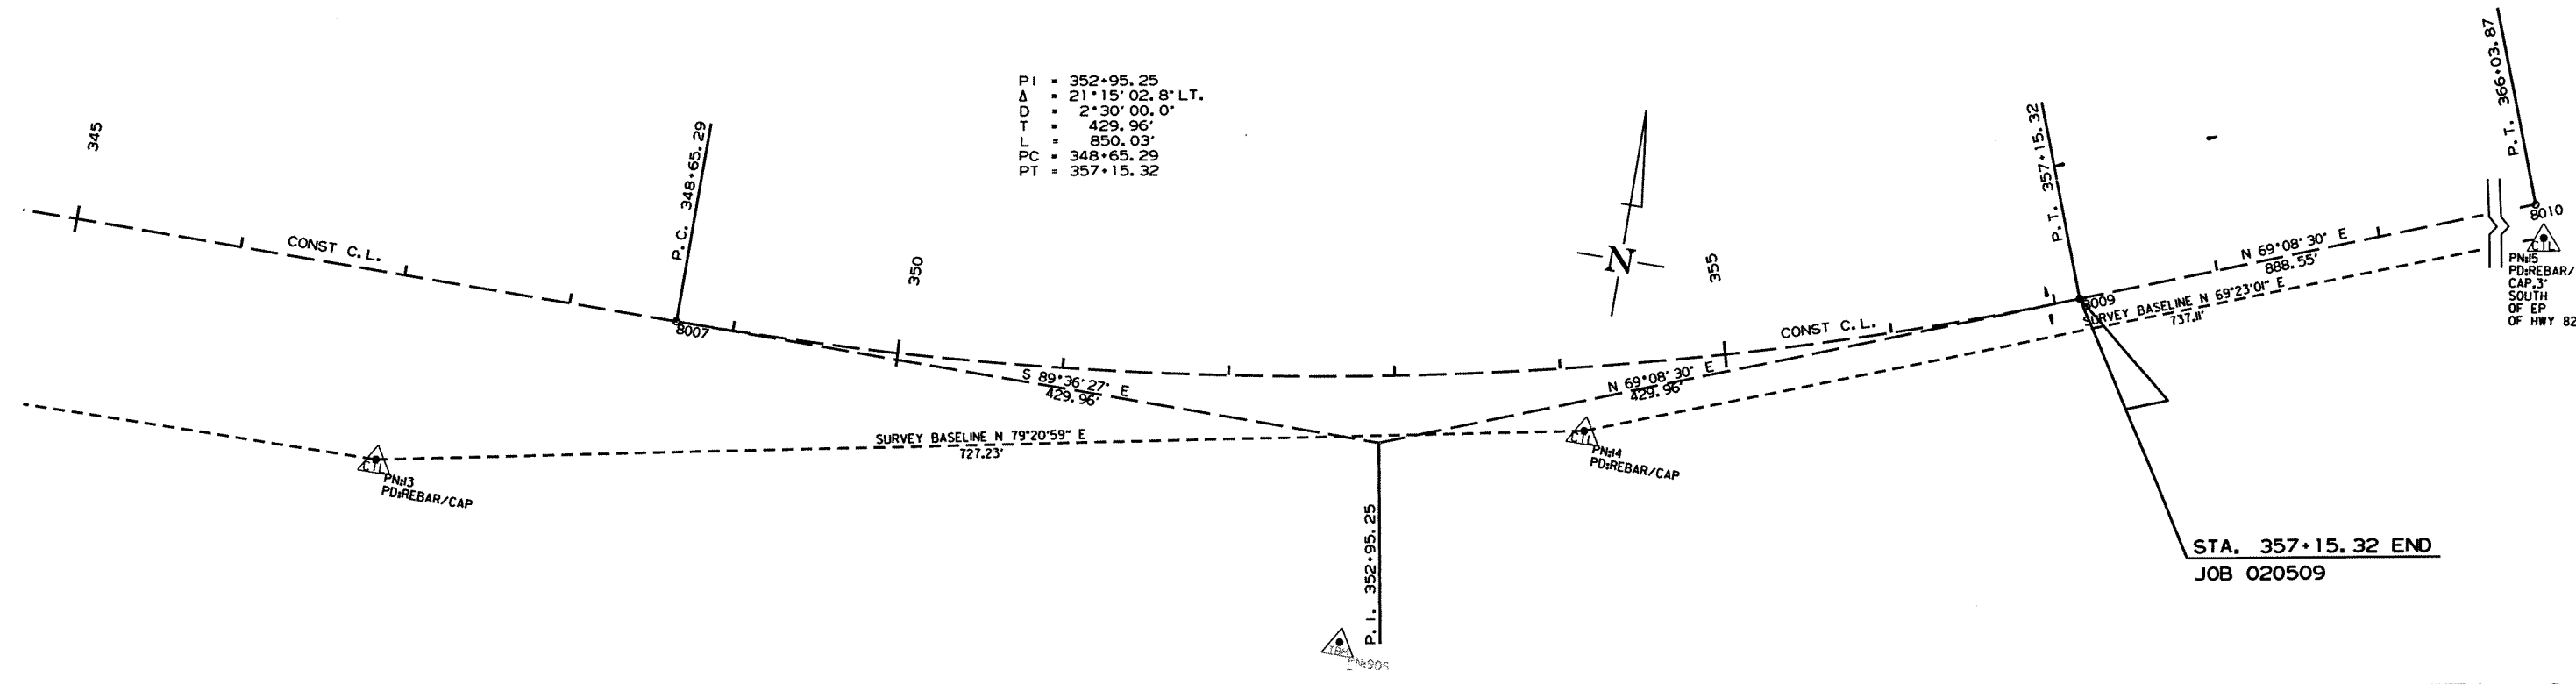 PI = 352+95.25
Δ = 21°15'02.8" LT.
D = 2°30'00.0"
T = 429.96'
L = 850.03'
PC = 348+65.29
PT = 357+15.32
345
CONST C.L.
P.C. 348+65.29
8007
350
S 89°36'27" E
429.96'
N
355
CONST C.L.
N 69°08'30" E
429.96'
P.T. 357+15.32
8009
N 69°08'30" E
888.55'
SURVEY BASELINE N 69°23'01" E
737.11'
P.T. 366+03.87
8010
CTL
PN:15
PD:REBAR/
CAP,3'
SOUTH
OF EP
OF HWY 82
CTL
PN:13
PD:REBAR/CAP
SURVEY BASELINE N 79°20'59" E
727.23'
CTL
PN:14
PD:REBAR/CAP
P.I. 352+95.25
TBM
PN:905
STA. 357+15.32 END
JOB 020509